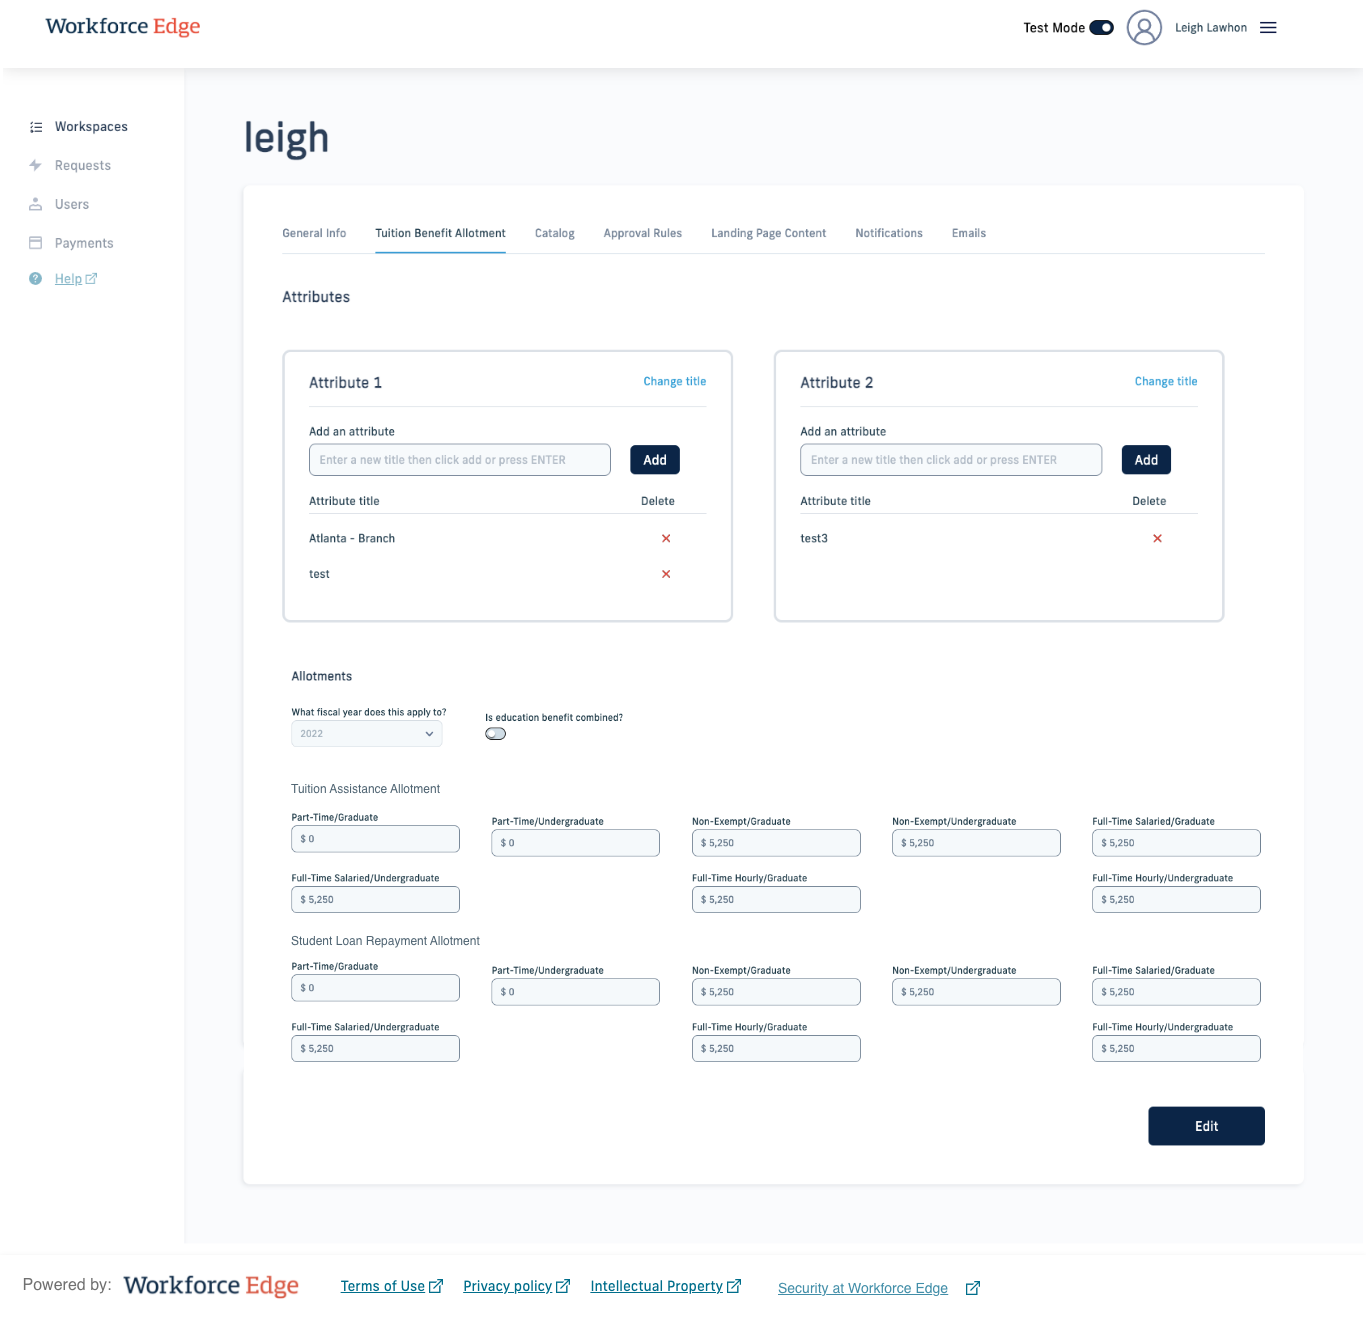 Workforce Edge
Test Mode
Leigh Lawhon
Workspaces
Requests
Users
Payments
Help
leigh
General Info Tuition Benefit Allotment Catalog Approval Rules Landing Page Content Notifications Emails
Attributes
Attribute 1 Change title
Add an attribute
Enter a new title then click add or press ENTER Add
Attribute title Delete
Atlanta - Branch
test
Attribute 2 Change title
Add an attribute
Enter a new title then click add or press ENTER Add
Attribute title Delete
test3
Allotments
What fiscal year does this apply to?
2022
Is education benefit combined?
Tuition Assistance Allotment
Part-Time/Graduate Part-Time/Undergraduate Non-Exempt/Graduate Non-Exempt/Undergraduate Full-Time Salaried/Graduate
$ 0 $ 0 $ 5,250 $ 5,250 $ 5,250
Full-Time Salaried/Undergraduate Full-Time Hourly/Graduate Full-Time Hourly/Undergraduate
$ 5,250 $ 5,250 $ 5,250
Student Loan Repayment Allotment
Part-Time/Graduate Part-Time/Undergraduate Non-Exempt/Graduate Non-Exempt/Undergraduate Full-Time Salaried/Graduate
$ 0 $ 0 $ 5,250 $ 5,250 $ 5,250
Full-Time Salaried/Undergraduate Full-Time Hourly/Graduate Full-Time Hourly/Undergraduate
$ 5,250 $ 5,250 $ 5,250
Edit
Powered by: Workforce Edge Terms of Use Privacy policy Intellectual Property Security at Workforce Edge